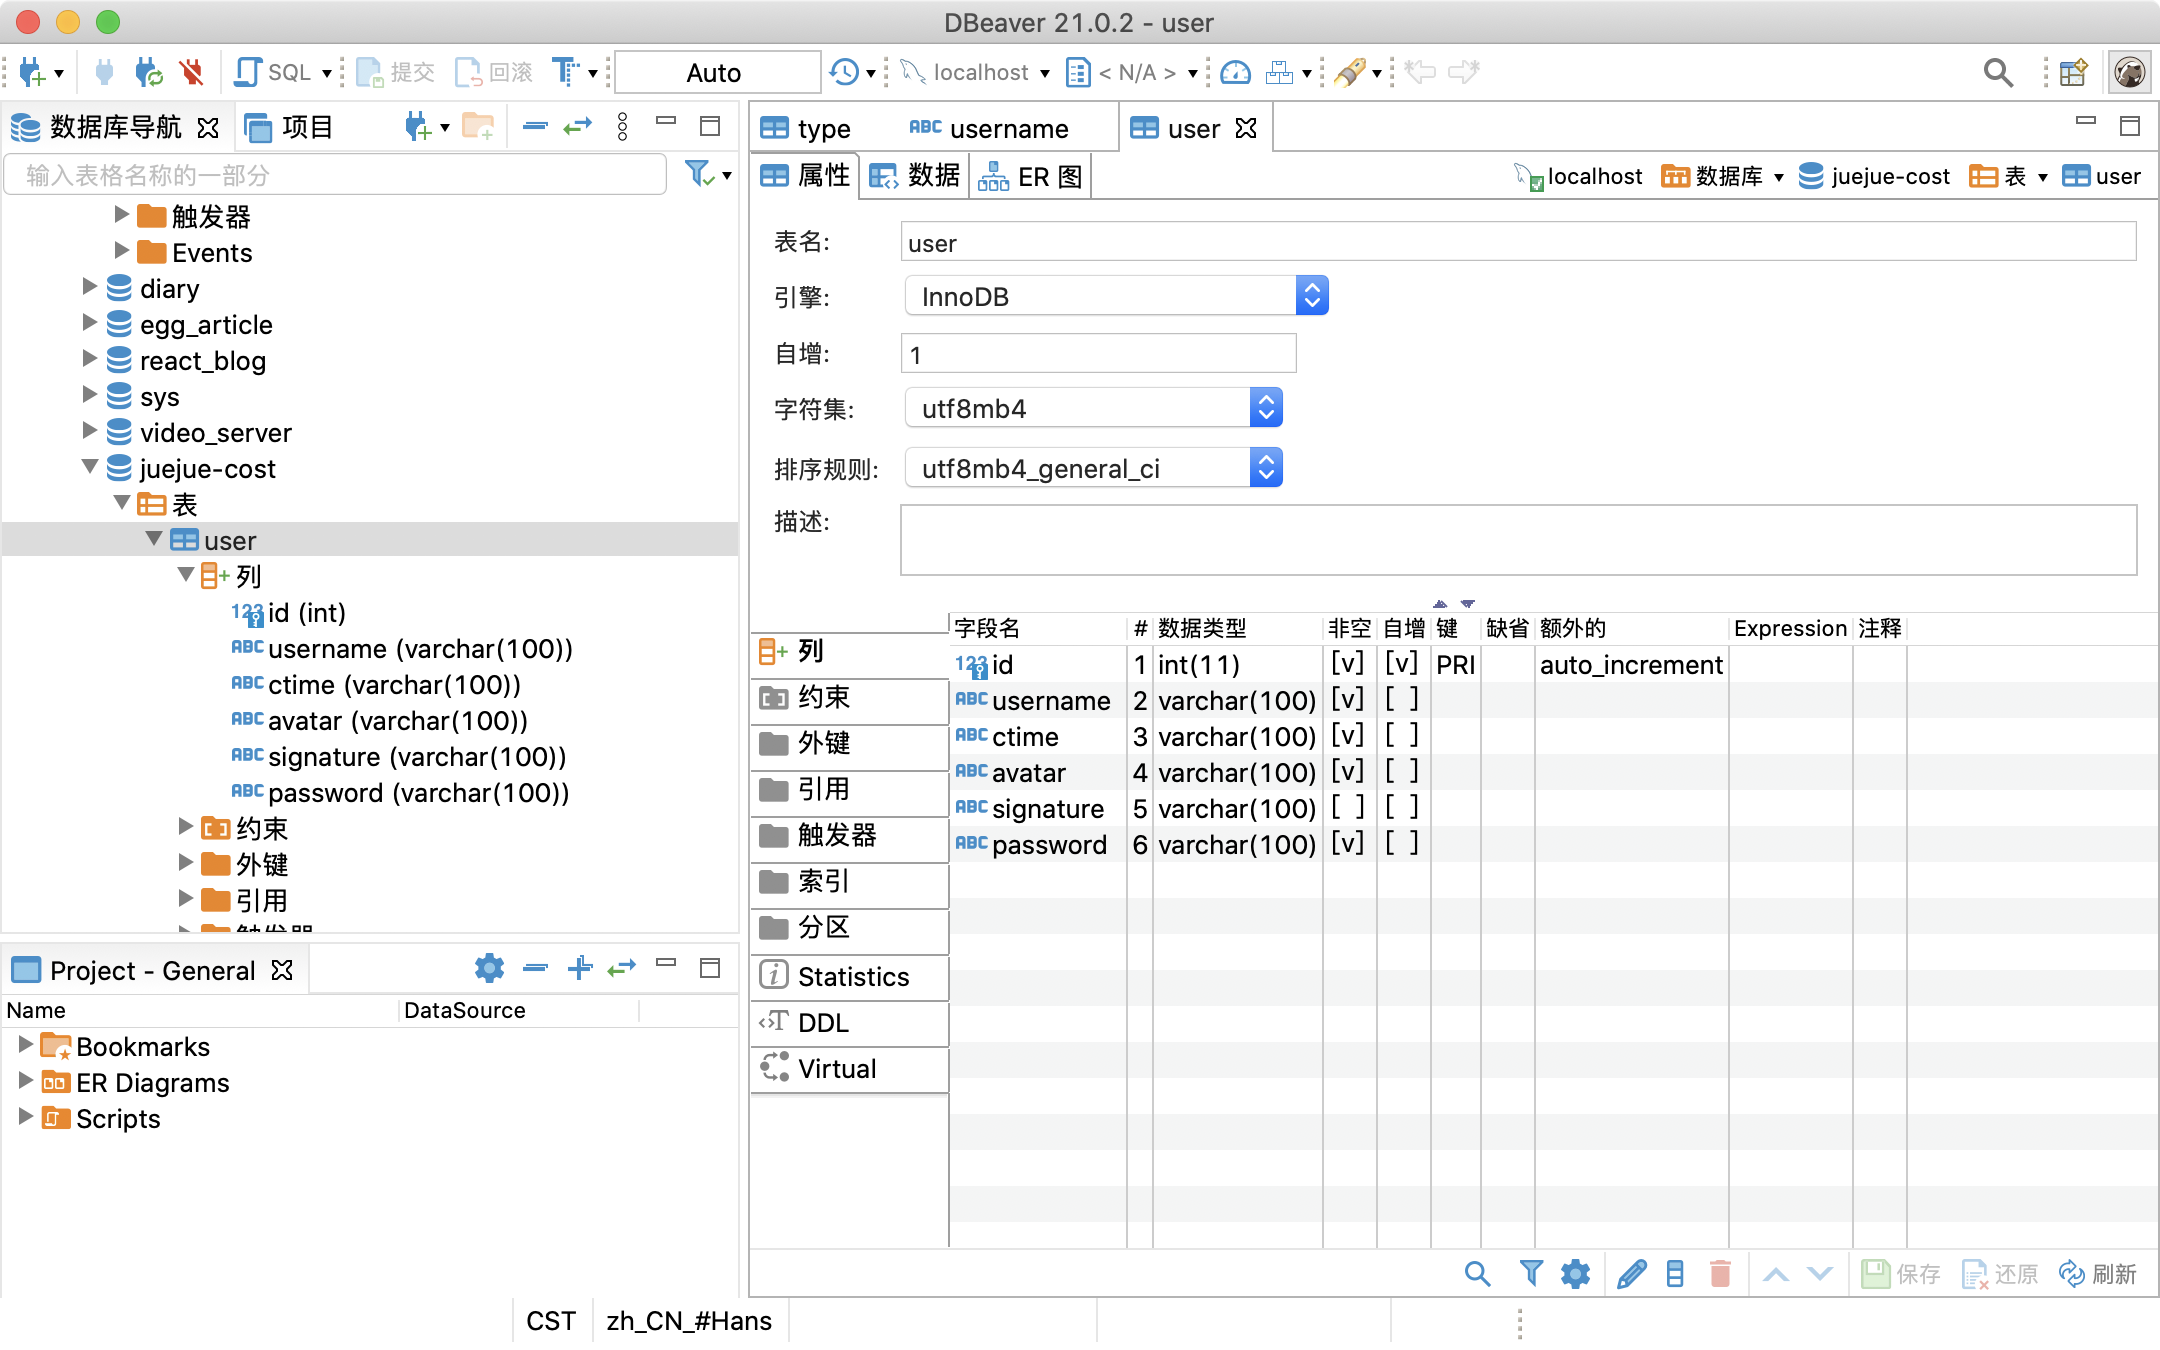 DBeaver 21.0.2 - user
SQL 提交 回滚 Auto localhost < N/A >
数据库导航 项目
输入表格名称的一部分
触发器
Events
diary
egg_article
react_blog
sys
video_server
juejue-cost
表
user
列
id (int)
username (varchar(100))
ctime (varchar(100))
avatar (varchar(100))
signature (varchar(100))
password (varchar(100))
约束
外键
引用
触发器
Project - General
Name DataSource
Bookmarks
ER Diagrams
Scripts
type username user
属性 数据 ER 图 localhost 数据库 juejue-cost 表 user
表名: user
引擎: InnoDB
自增: 1
字符集: utf8mb4
排序规则: utf8mb4_general_ci
描述:
列
约束
外键
引用
触发器
索引
分区
Statistics
DDL
Virtual
字段名 # 数据类型 非空 自增 键 缺省 额外的 Expression 注释
123 id 1 int(11) [v] [v] PRI auto_increment
ABC username 2 varchar(100) [v] [ ]
ABC ctime 3 varchar(100) [v] [ ]
ABC avatar 4 varchar(100) [v] [ ]
ABC signature 5 varchar(100) [ ] [ ]
ABC password 6 varchar(100) [v] [ ]
保存 还原 刷新
CST zh_CN_#Hans